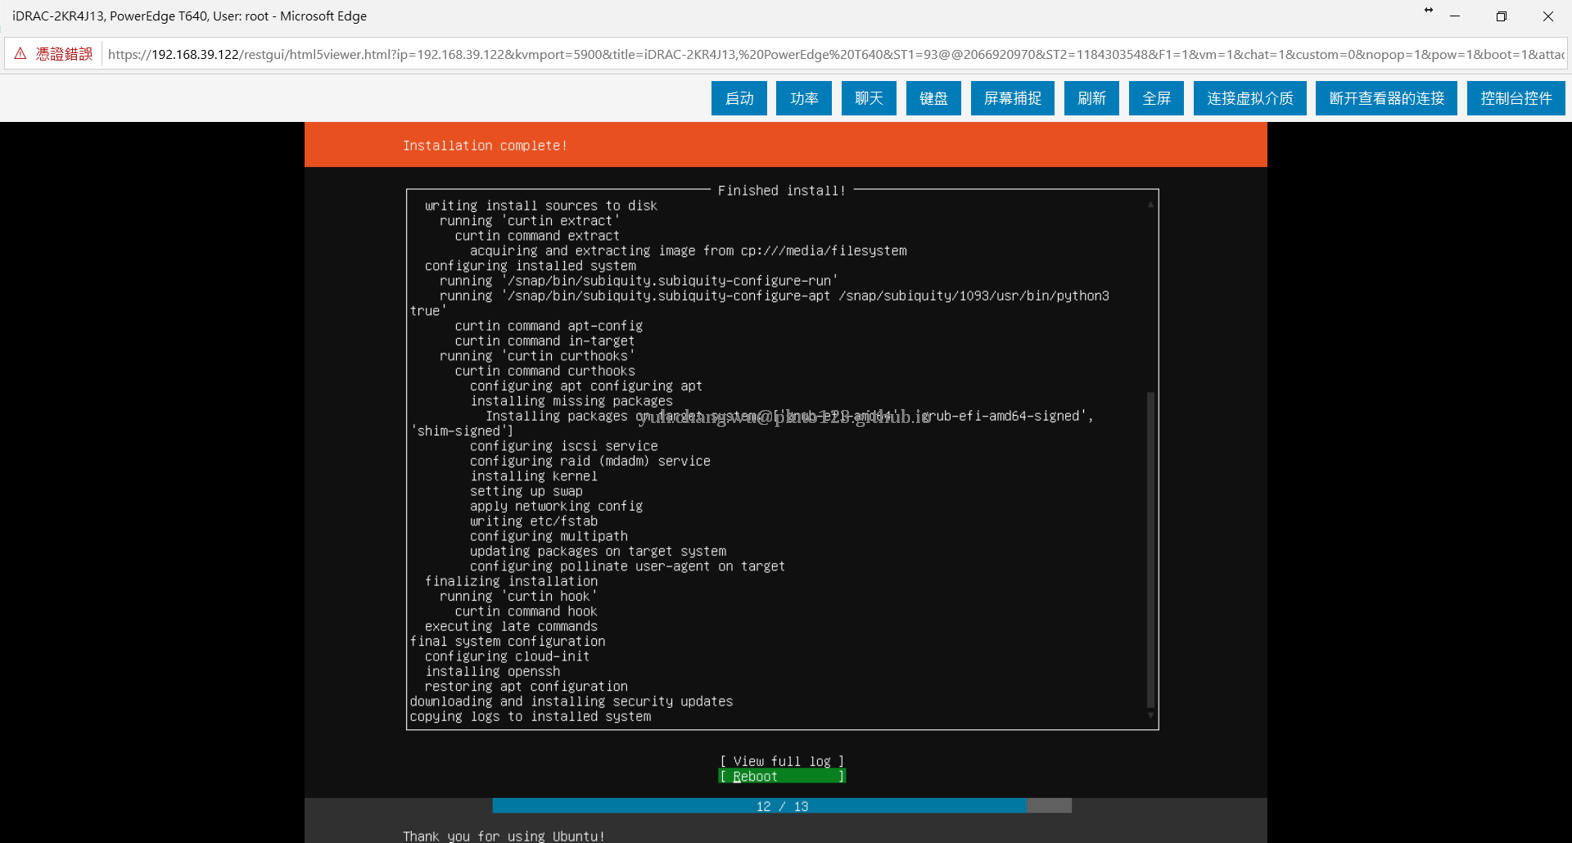 iDRAC-2KR4J13, PowerEdge T640, User: root - Microsoft Edge
憑證錯誤
https://192.168.39.122/restgui/html5viewer.html?ip=192.168.39.122&kvmport=5900&title=iDRAC-2KR4J13,%20PowerEdge%20T640&ST1=93@@2066920970&ST2=1184303548&F1=1&vm=1&chat=1&custom=0&nopop=1&pow=1&boot=1&attac
启动 功率 聊天 键盘 屏幕捕捉 刷新 全屏 连接虚拟介质 断开查看器的连接 控制台控件
Installation complete!
Finished install!
writing install sources to disk
running 'curtin extract'
curtin command extract
acquiring and extracting image from cp:///media/filesystem
configuring installed system
running '/snap/bin/subiquity.subiquity-configure-run'
running '/snap/bin/subiquity.subiquity-configure-apt /snap/subiquity/1093/usr/bin/python3
true'
curtin command apt-config
curtin command in-target
running 'curtin curthooks'
curtin command curthooks
configuring apt configuring apt
installing missing packages
Installing packages on target system: ['grub-efi-amd64', 'grub-efi-amd64-signed',
'shim-signed']
configuring iscsi service
configuring raid (mdadm) service
installing kernel
setting up swap
apply networking config
writing etc/fstab
configuring multipath
updating packages on target system
configuring pollinate user-agent on target
finalizing installation
running 'curtin hook'
curtin command hook
executing late commands
final system configuration
configuring cloud-init
installing openssh
restoring apt configuration
downloading and installing security updates
copying logs to installed system
[ View full log ]
[ Reboot ]
12 / 13
Thank you for using Ubuntu!